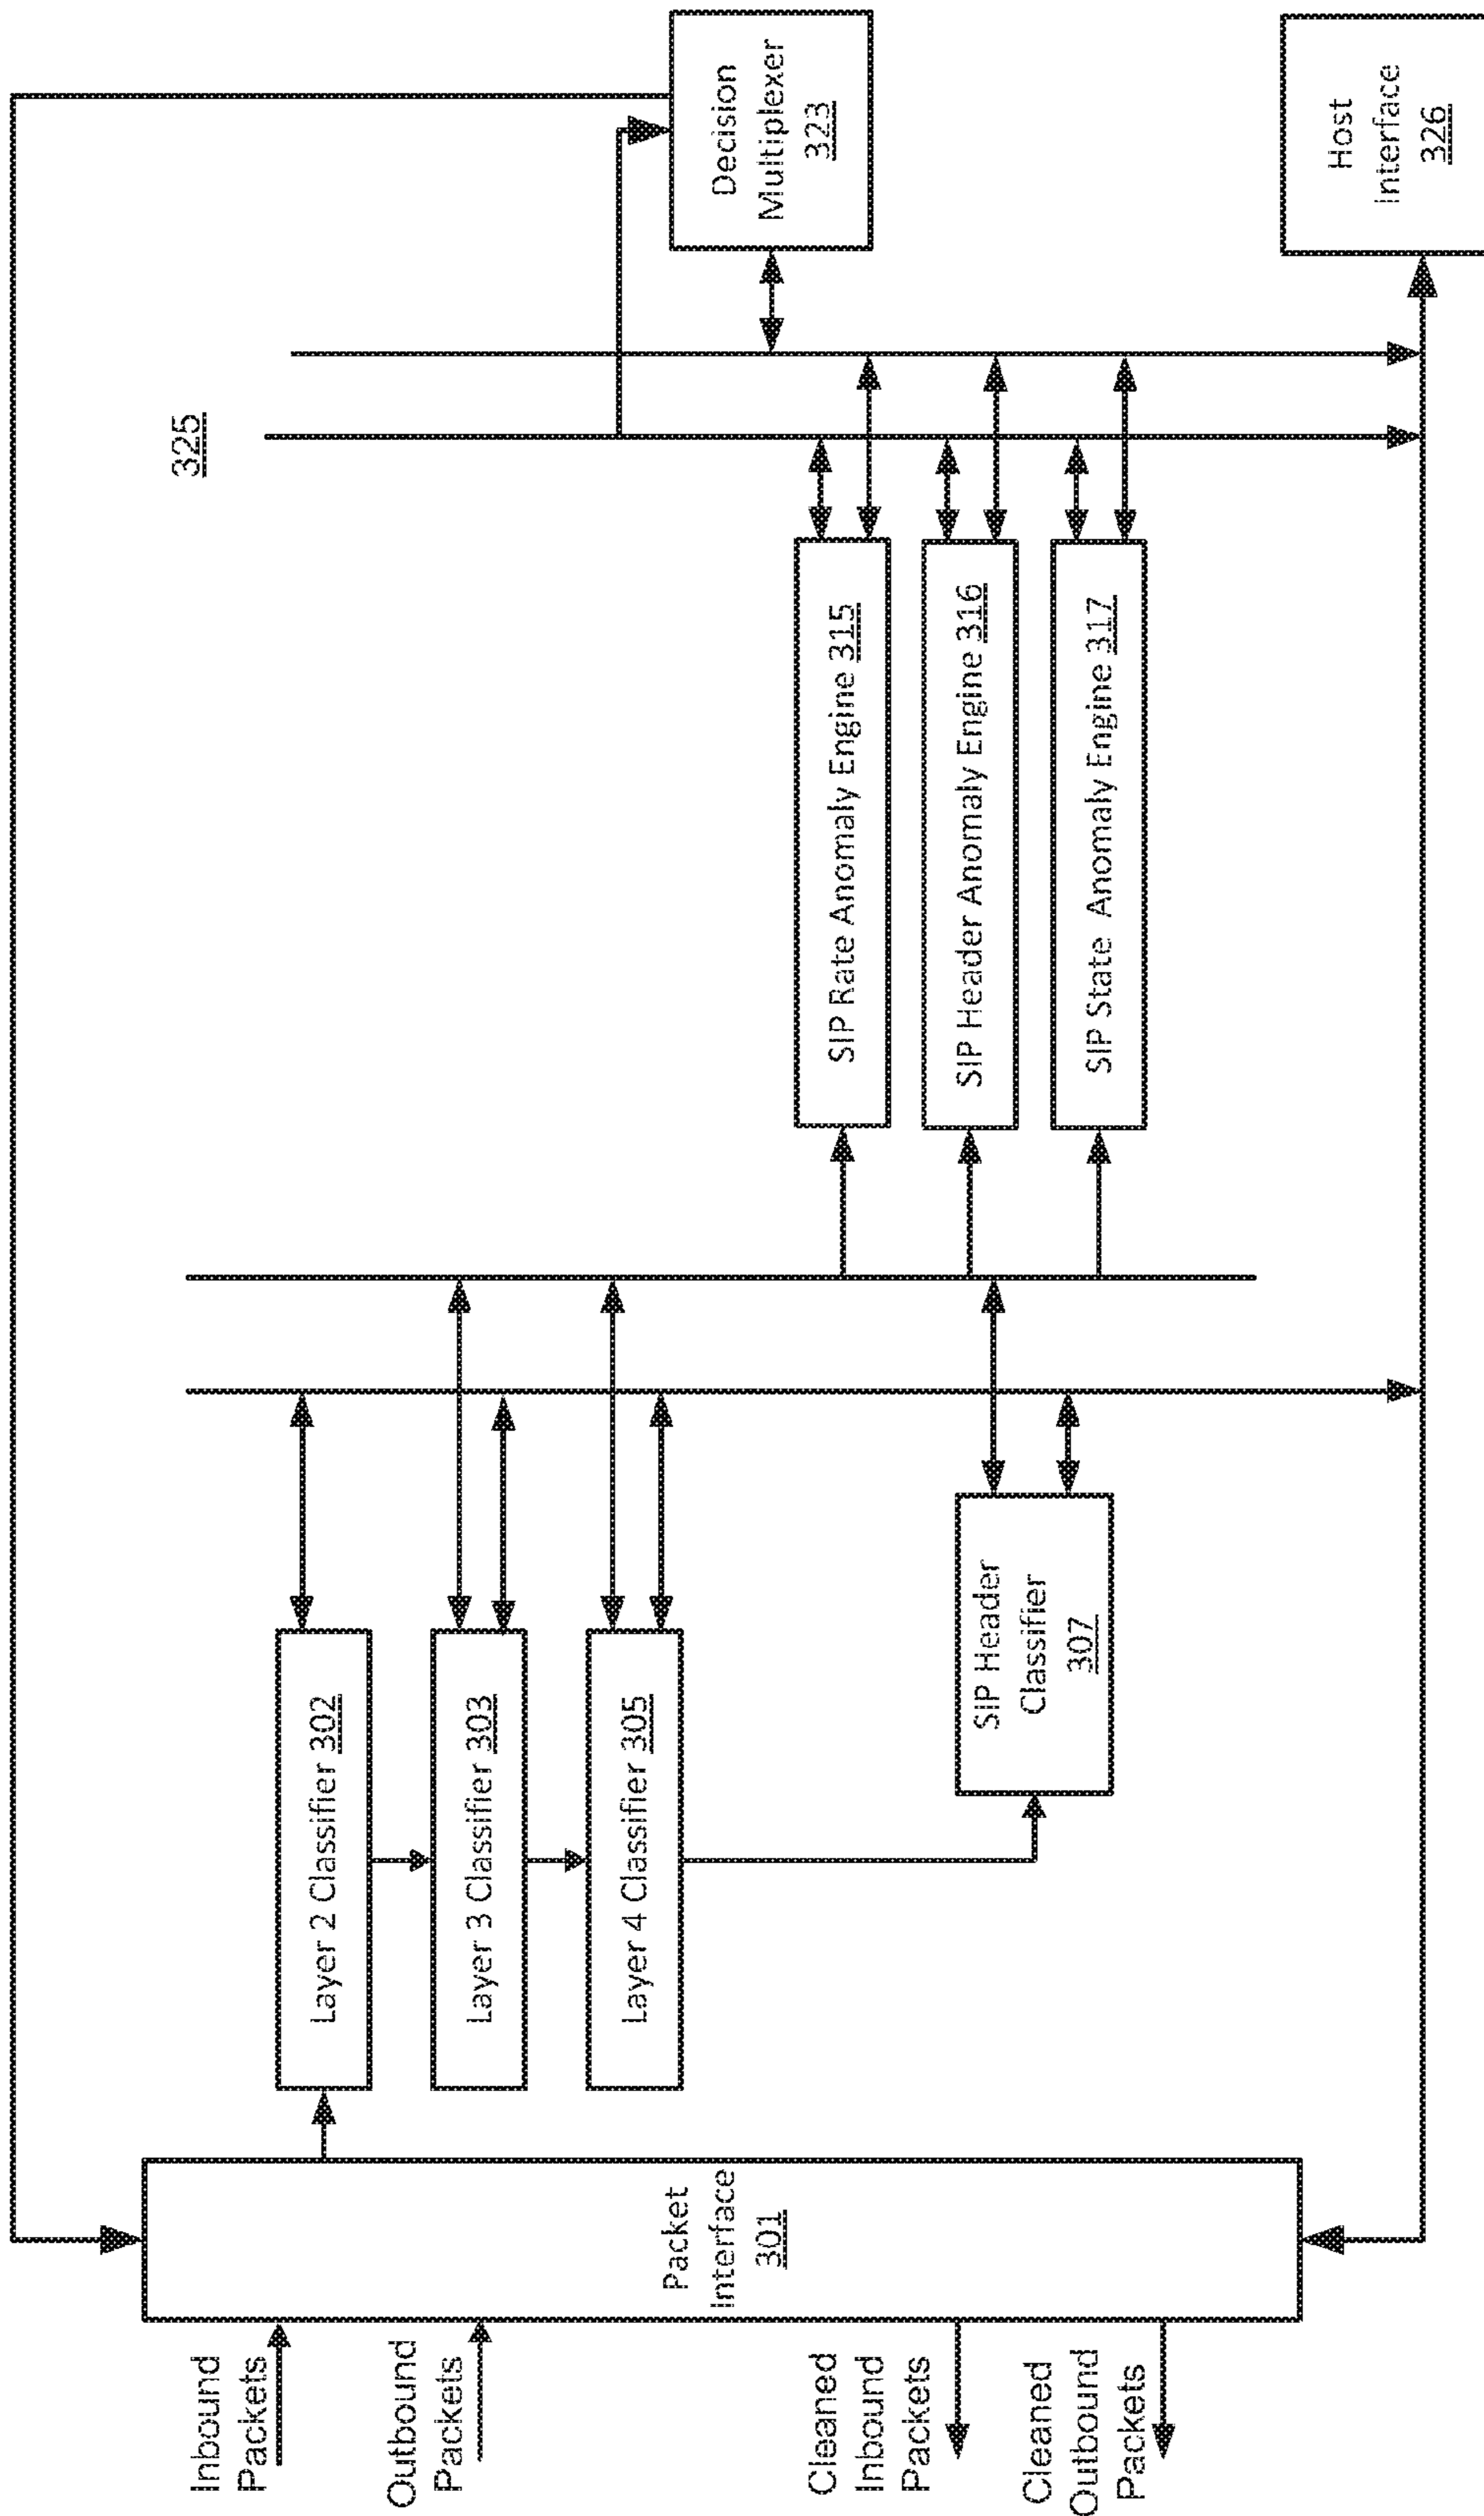 Inbound
Packets
Outbound
Packets
Cleaned
Inbound
Packets
Cleaned
Outbound
Packets
Packet
Interface
301
Layer 2 Classifier 302
Layer 3 Classifier 303
Layer 4 Classifier 305
SIP Header
Classifier
307
SIP Rate Anomaly Engine 315
SIP Header Anomaly Engine 316
SIP State Anomaly Engine 317
325
Decision
Multiplexer
323
Host
Interface
326